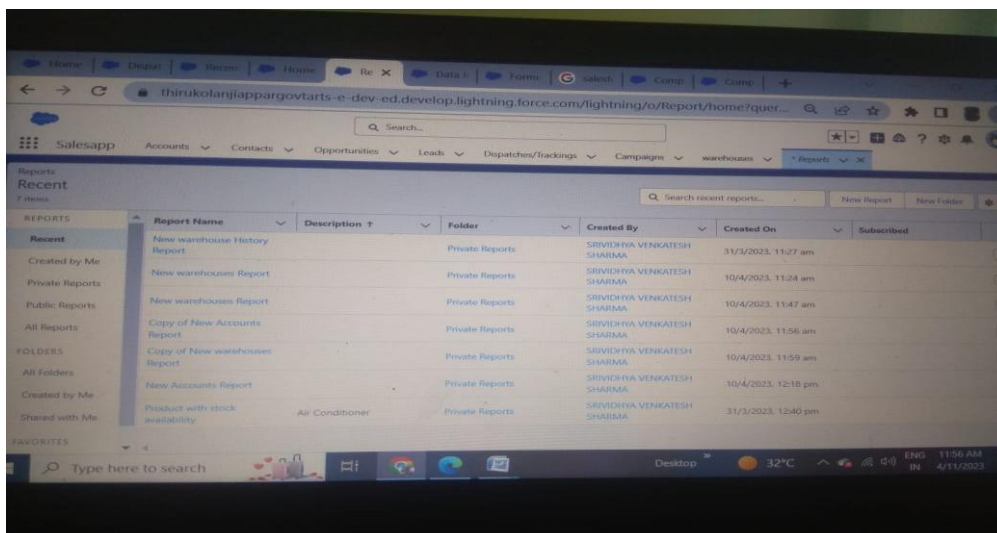 Home Dispat Recent Home Re Data I Formu salesh Comp Comp
thirukolanjiappargovtarts-e-dev-ed.develop.lightning.force.com/lightning/o/Report/home?quer...
Search...
Salesapp Accounts Contacts Opportunities Leads Dispatches/Trackings Campaigns warehouses * Reports
Reports
Recent
7 items
Search recent reports... New Report New Folder
REPORTS
Recent
Created by Me
Private Reports
Public Reports
All Reports
FOLDERS
All Folders
Created by Me
Shared with Me
FAVORITES
Report Name Description ↑ Folder Created By Created On Subscribed
New warehouse History
Report Private Reports SRIVIDHYA VENKATESH
SHARMA 31/3/2023, 11:27 am
New warehouses Report Private Reports SRIVIDHYA VENKATESH
SHARMA 10/4/2023, 11:24 am
New warehouses Report Private Reports SRIVIDHYA VENKATESH
SHARMA 10/4/2023, 11:47 am
Copy of New Accounts
Report Private Reports SRIVIDHYA VENKATESH
SHARMA 10/4/2023, 11:56 am
Copy of New warehouses
Report Private Reports SRIVIDHYA VENKATESH
SHARMA 10/4/2023, 11:59 am
New Accounts Report Private Reports SRIVIDHYA VENKATESH
SHARMA 10/4/2023, 12:18 pm
Product with stock
availability Air Conditioner Private Reports SRIVIDHYA VENKATESH
SHARMA 31/3/2023, 12:40 pm
Type here to search Desktop 32°C ENG 11:56 AM
IN 4/11/2023